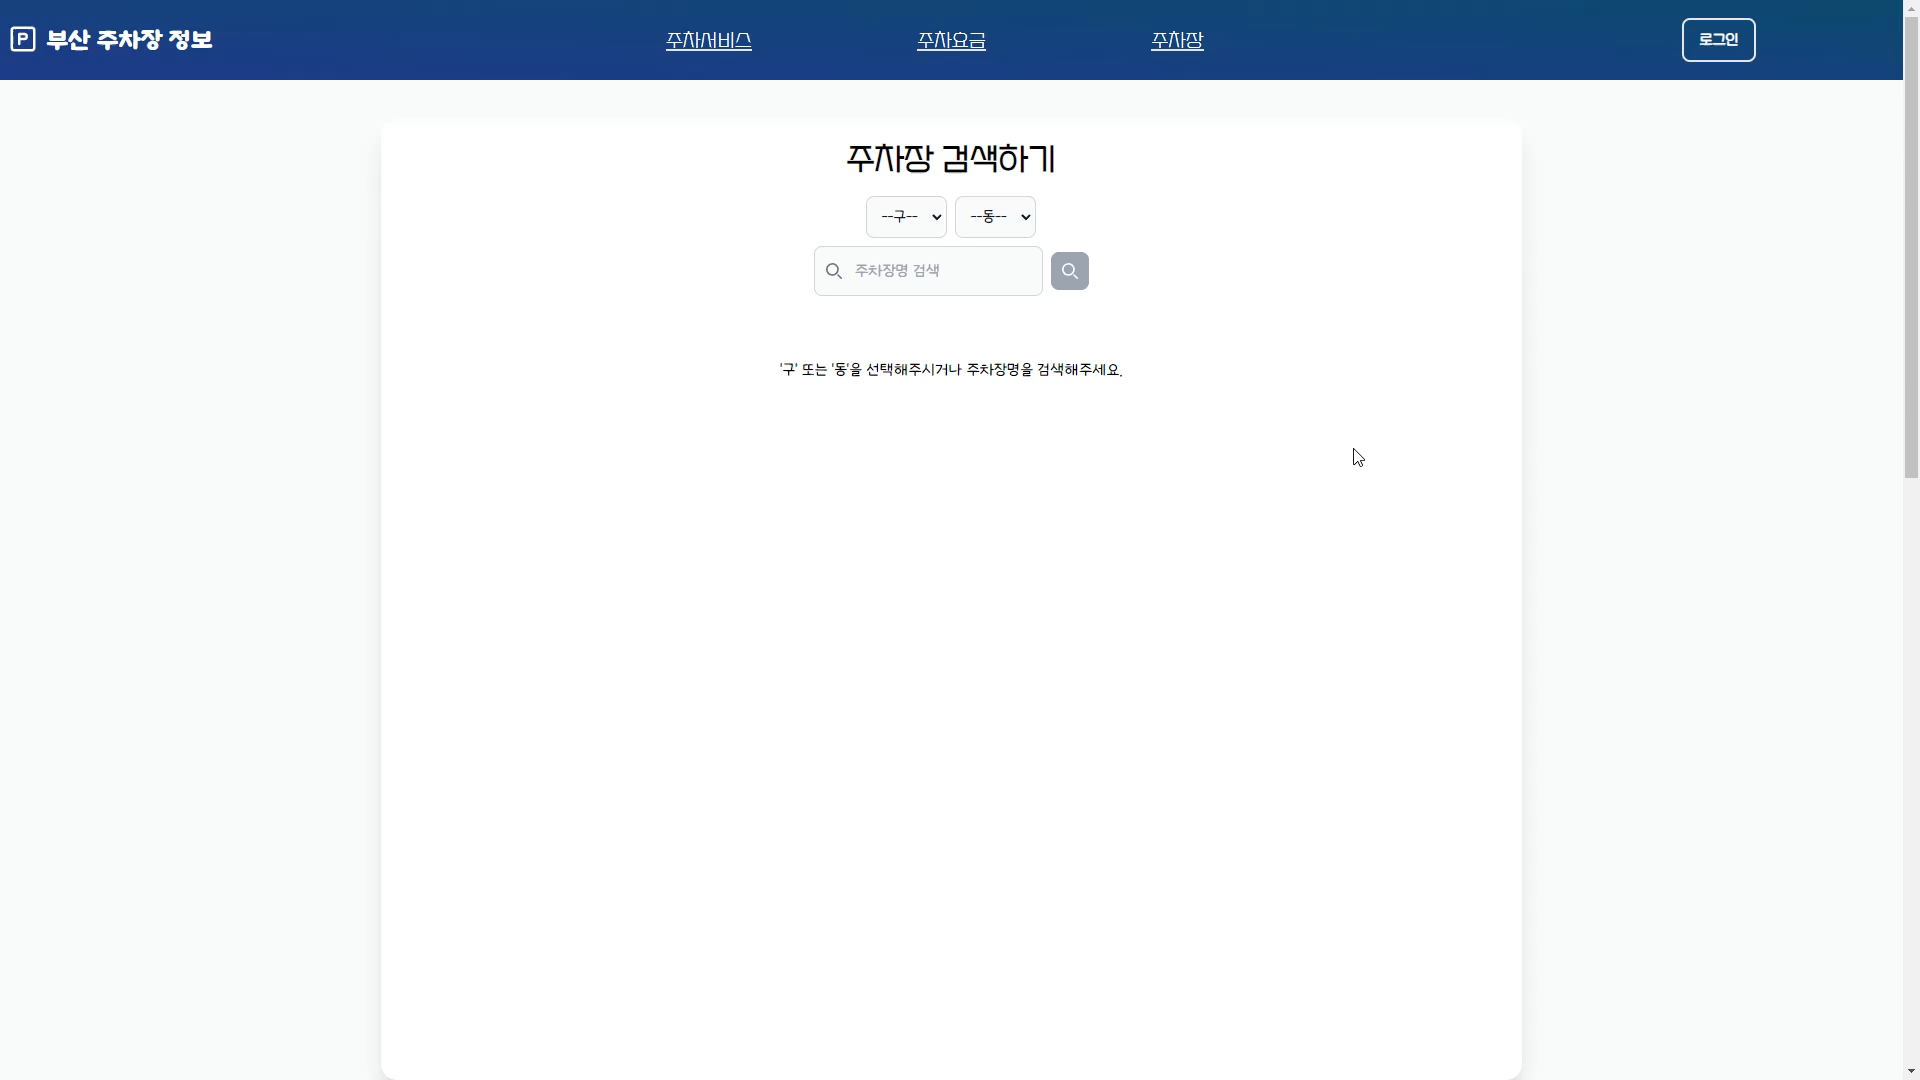 P 부산 주차장 정보
주차서비스
주차요금
주차장
로그인
주차장 검색하기
--구--
--동--
주차장명 검색
'구' 또는 '동'을 선택해주시거나 주차장명을 검색해주세요.